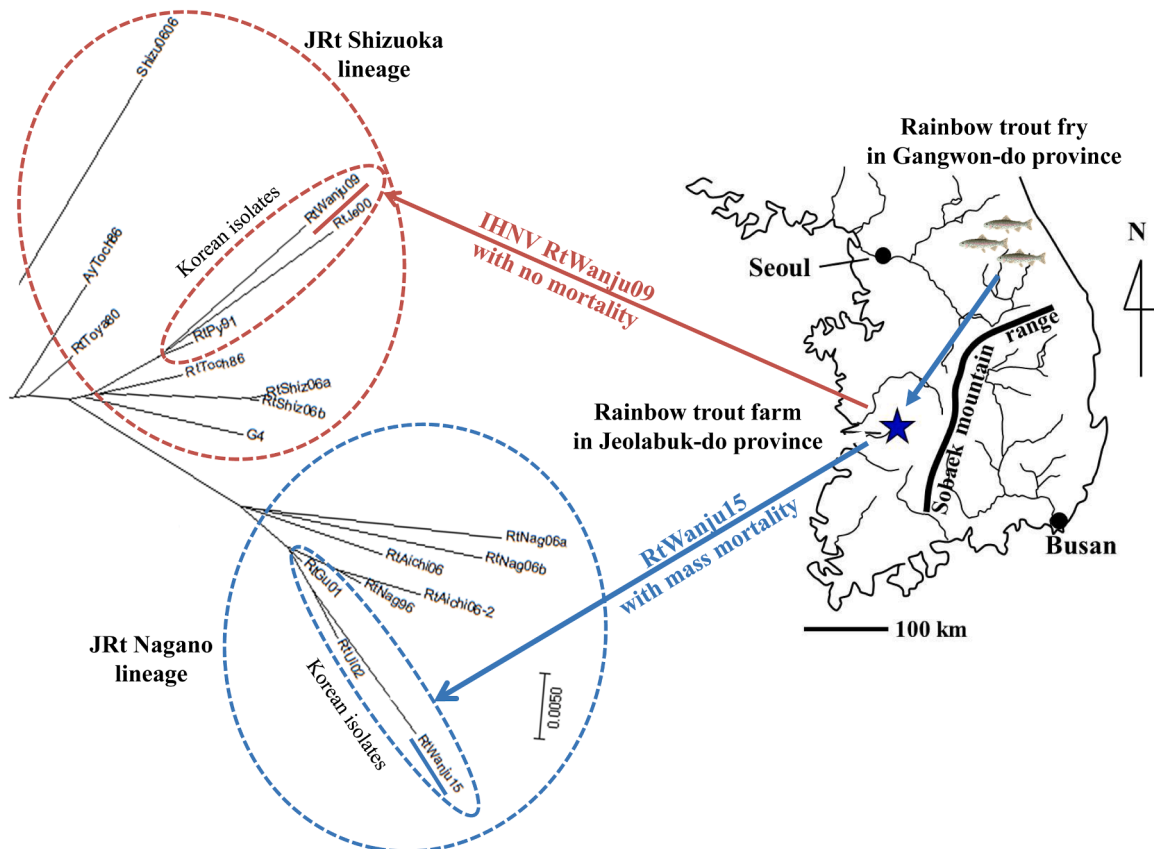 JRt Shizuoka
lineage
Shizu0606
AyToch86
RtToya80
Korean isolates
RtWanju09
RtJe00
RtPy91
RtToch86
RtShiz06a
RtShiz06b
G4
IHNV RtWanju09
with no mortality
Rainbow trout fry
in Gangwon-do province
N
Seoul
Sobaek mountain range
Busan
100 km
Rainbow trout farm
in Jeolabuk-do province
RtWanju15
with mass mortality
JRt Nagano
lineage
RtNag06a
RtNag06b
RtAichi06
RtAichi06-2
RtNag96
RtGu01
RtUi02
RtWanju15
Korean isolates
0.0050